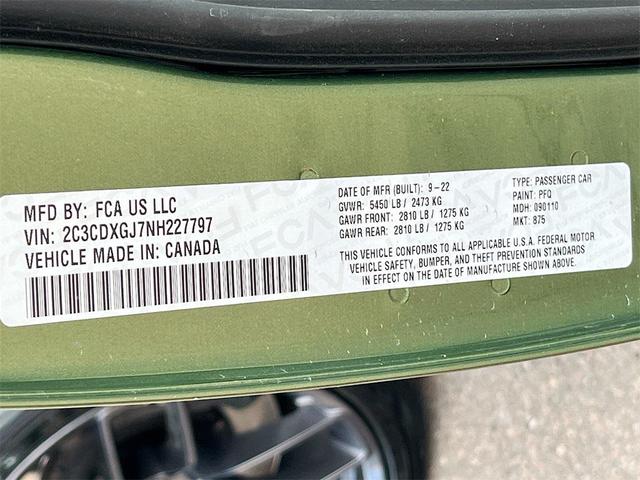 MFD BY: FCA US LLC
VIN: 2C3CDXGJ7NH227797
VEHICLE MADE IN: CANADA
DATE OF MFR (BUILT): 9-22
GVWR: 5450 LB / 2473 KG
GAWR FRONT: 2810 LB / 1275 KG
GAWR REAR: 2810 LB / 1275 KG
TYPE: PASSENGER CAR
PAINT: PFQ
MDH: 090110
MKT: 875
THIS VEHICLE CONFORMS TO ALL APPLICABLE U.S.A. FEDERAL MOTOR
VEHICLE SAFETY, BUMPER, AND THEFT PREVENTION STANDARDS
IN EFFECT ON THE DATE OF MANUFACTURE SHOWN ABOVE.